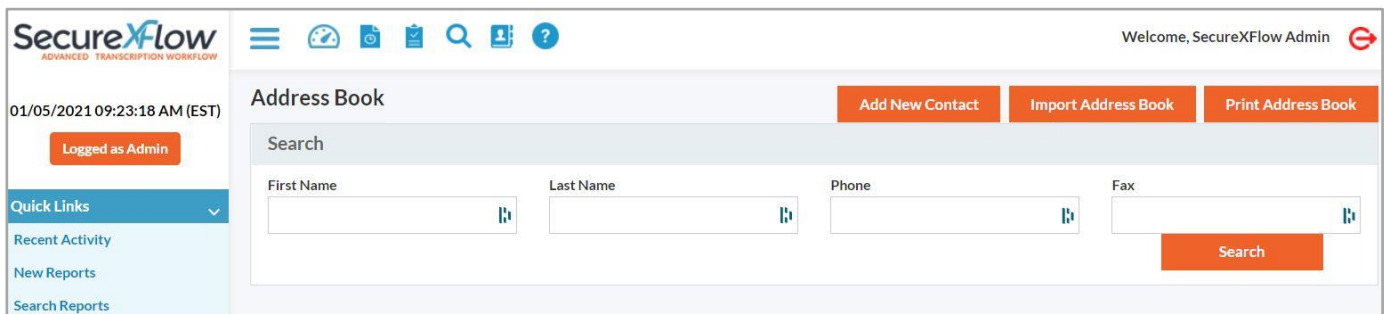 SecureXFlow
ADVANCED TRANSCRIPTION WORKFLOW
?
Welcome, SecureXFlow Admin
01/05/2021 09:23:18 AM (EST)
Logged as Admin
Quick Links
Recent Activity
New Reports
Search Reports
Address Book
Add New Contact
Import Address Book
Print Address Book
Search
First Name
Last Name
Phone
Fax
Search